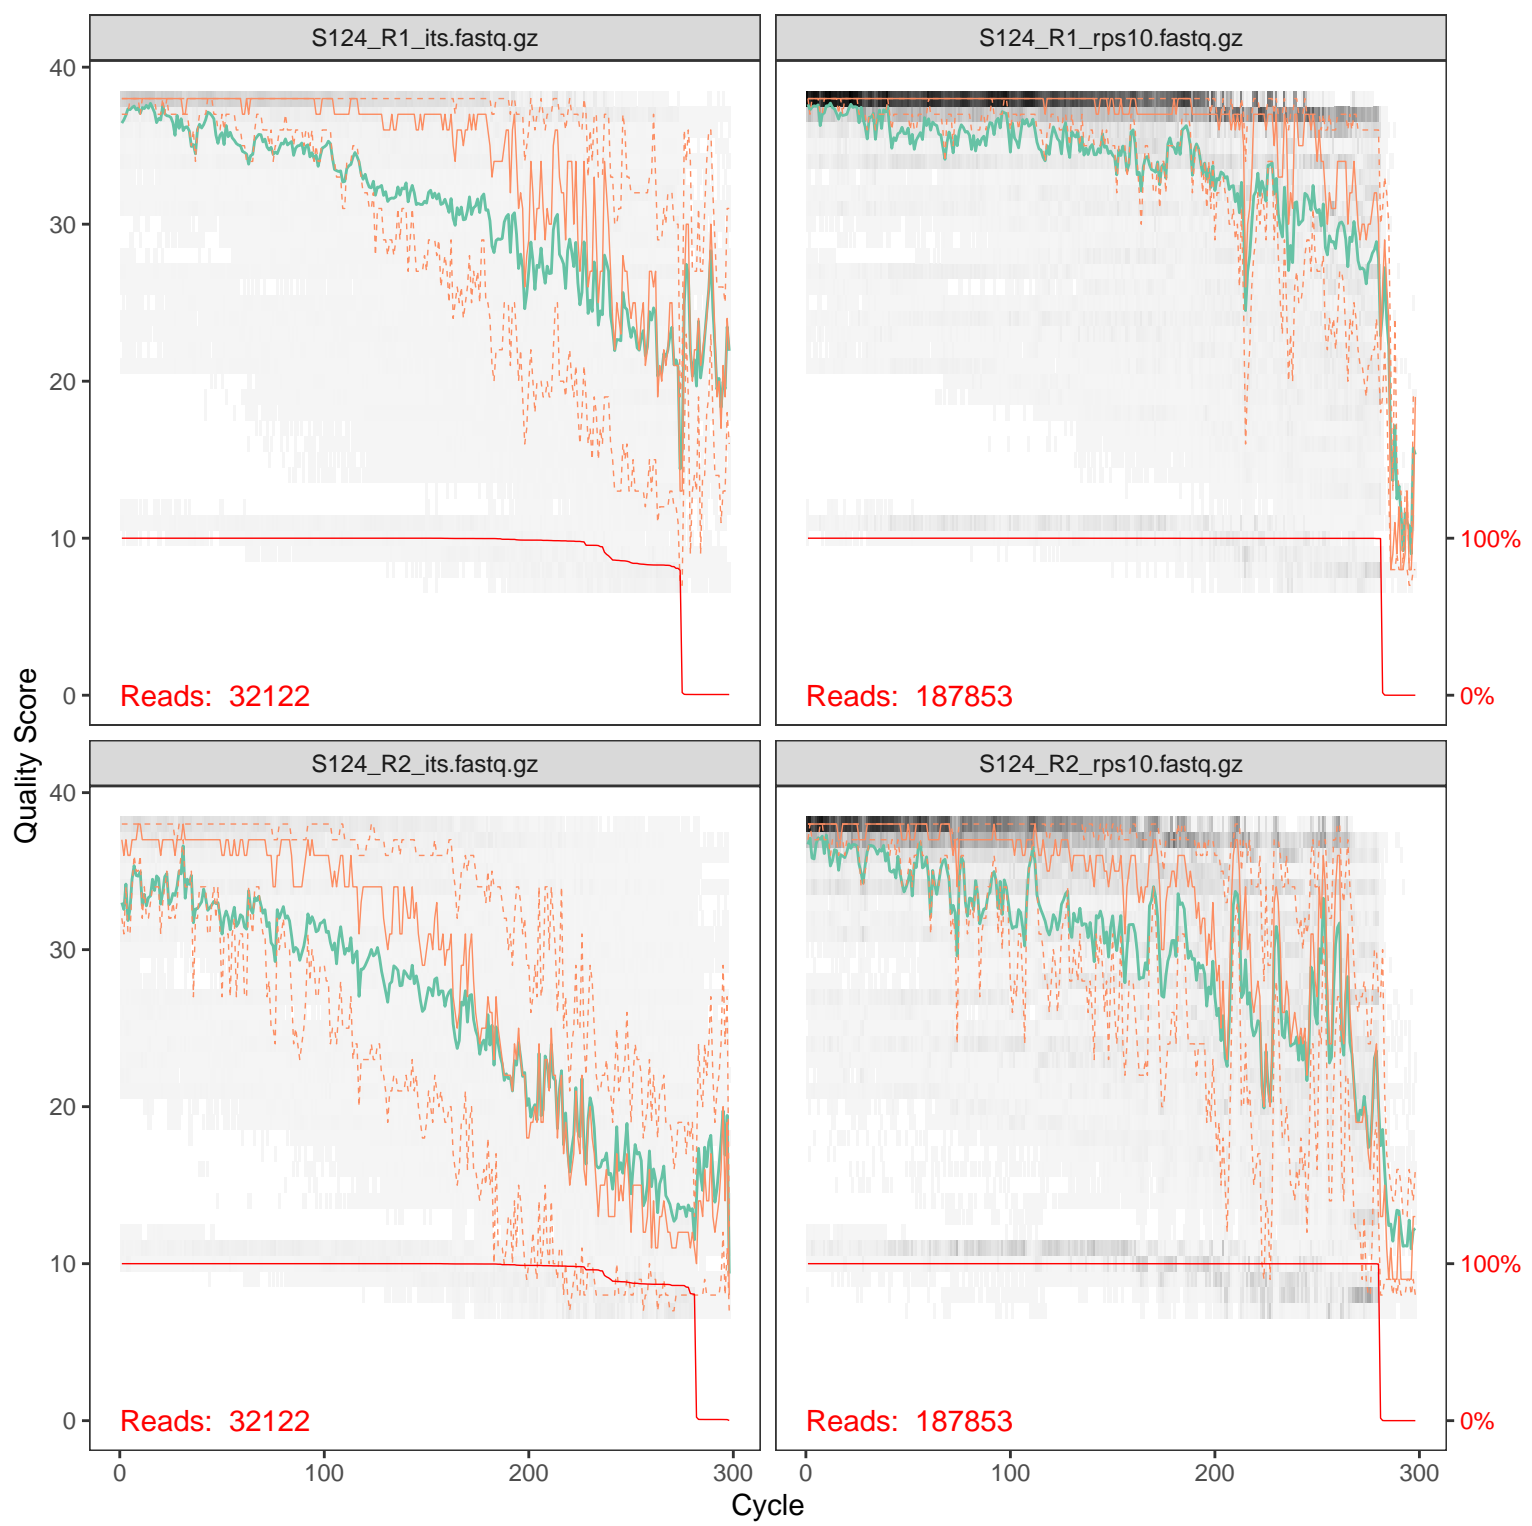 S124_R1_its.fastq.gz
S124_R1_rps10.fastq.gz
40
30
20
10
0
Reads: 32122
Reads: 187853
100%
0%
Quality Score
S124_R2_its.fastq.gz
S124_R2_rps10.fastq.gz
40
30
20
10
0
Reads: 32122
Reads: 187853
100%
0%
0 100 200 300
0 100 200 300
Cycle